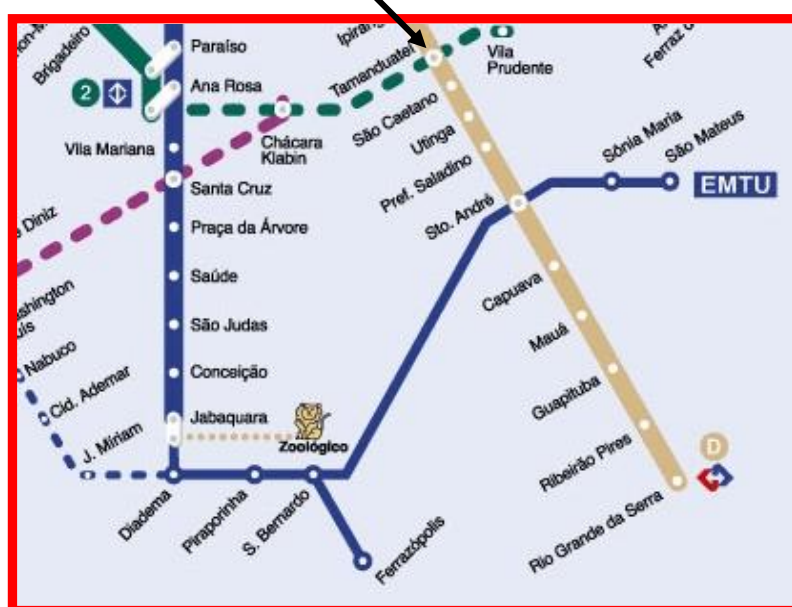 Paraíso
Brigadeiro
Ana Rosa
2
Vila Mariana
Chácara
Klabin
Santa Cruz
Praça da Árvore
Saúde
São Judas
Conceição
Jabaquara
Zoológico
Diniz
Nabuco
Cid. Ademar
J. Miriam
Diadema
Piraporinha
S. Bernardo
Ferrazópolis
Tamanduateí
Vila
Prudente
São Caetano
Utinga
Pref. Saladino
Sto. André
Sônia Maria
São Mateus
EMTU
Capuava
Mauá
Guapituba
Ribeirão Pires
Rio Grande da Serra
D